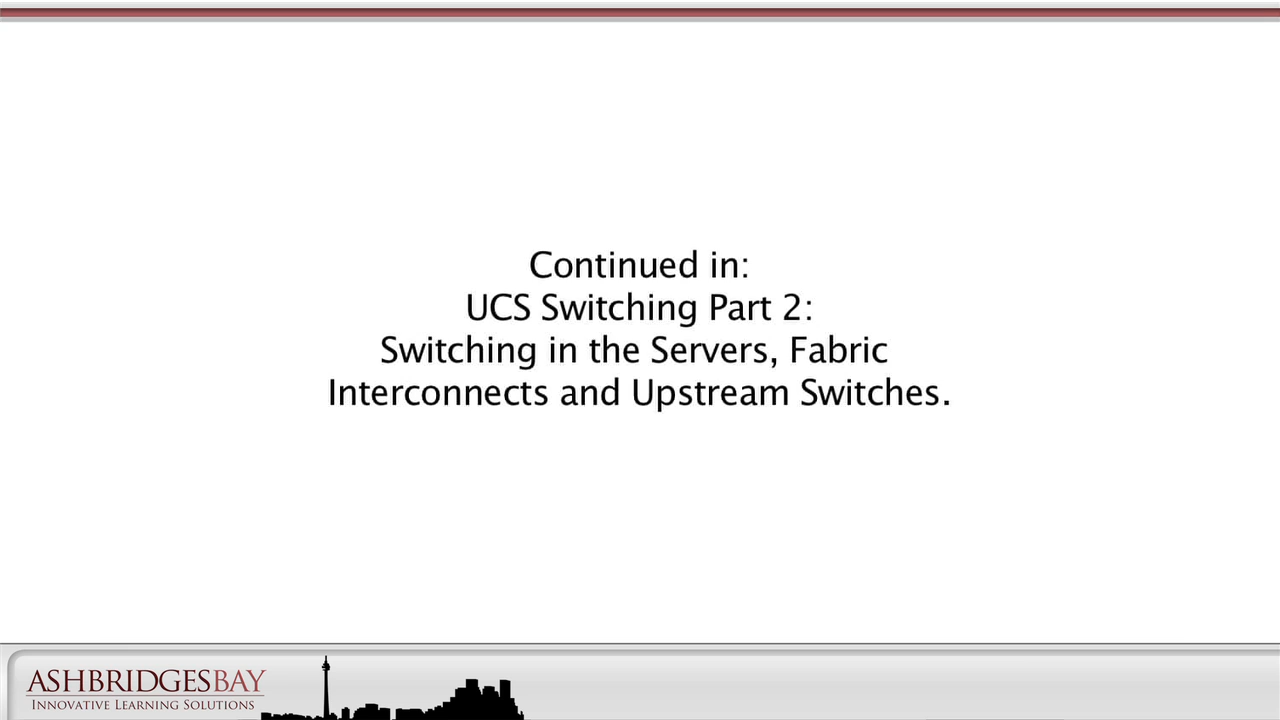 Continued in:
UCS Switching Part 2:
Switching in the Servers, Fabric
Interconnects and Upstream Switches.
ASHBRIDGESBAY
INNOVATIVE LEARNING SOLUTIONS